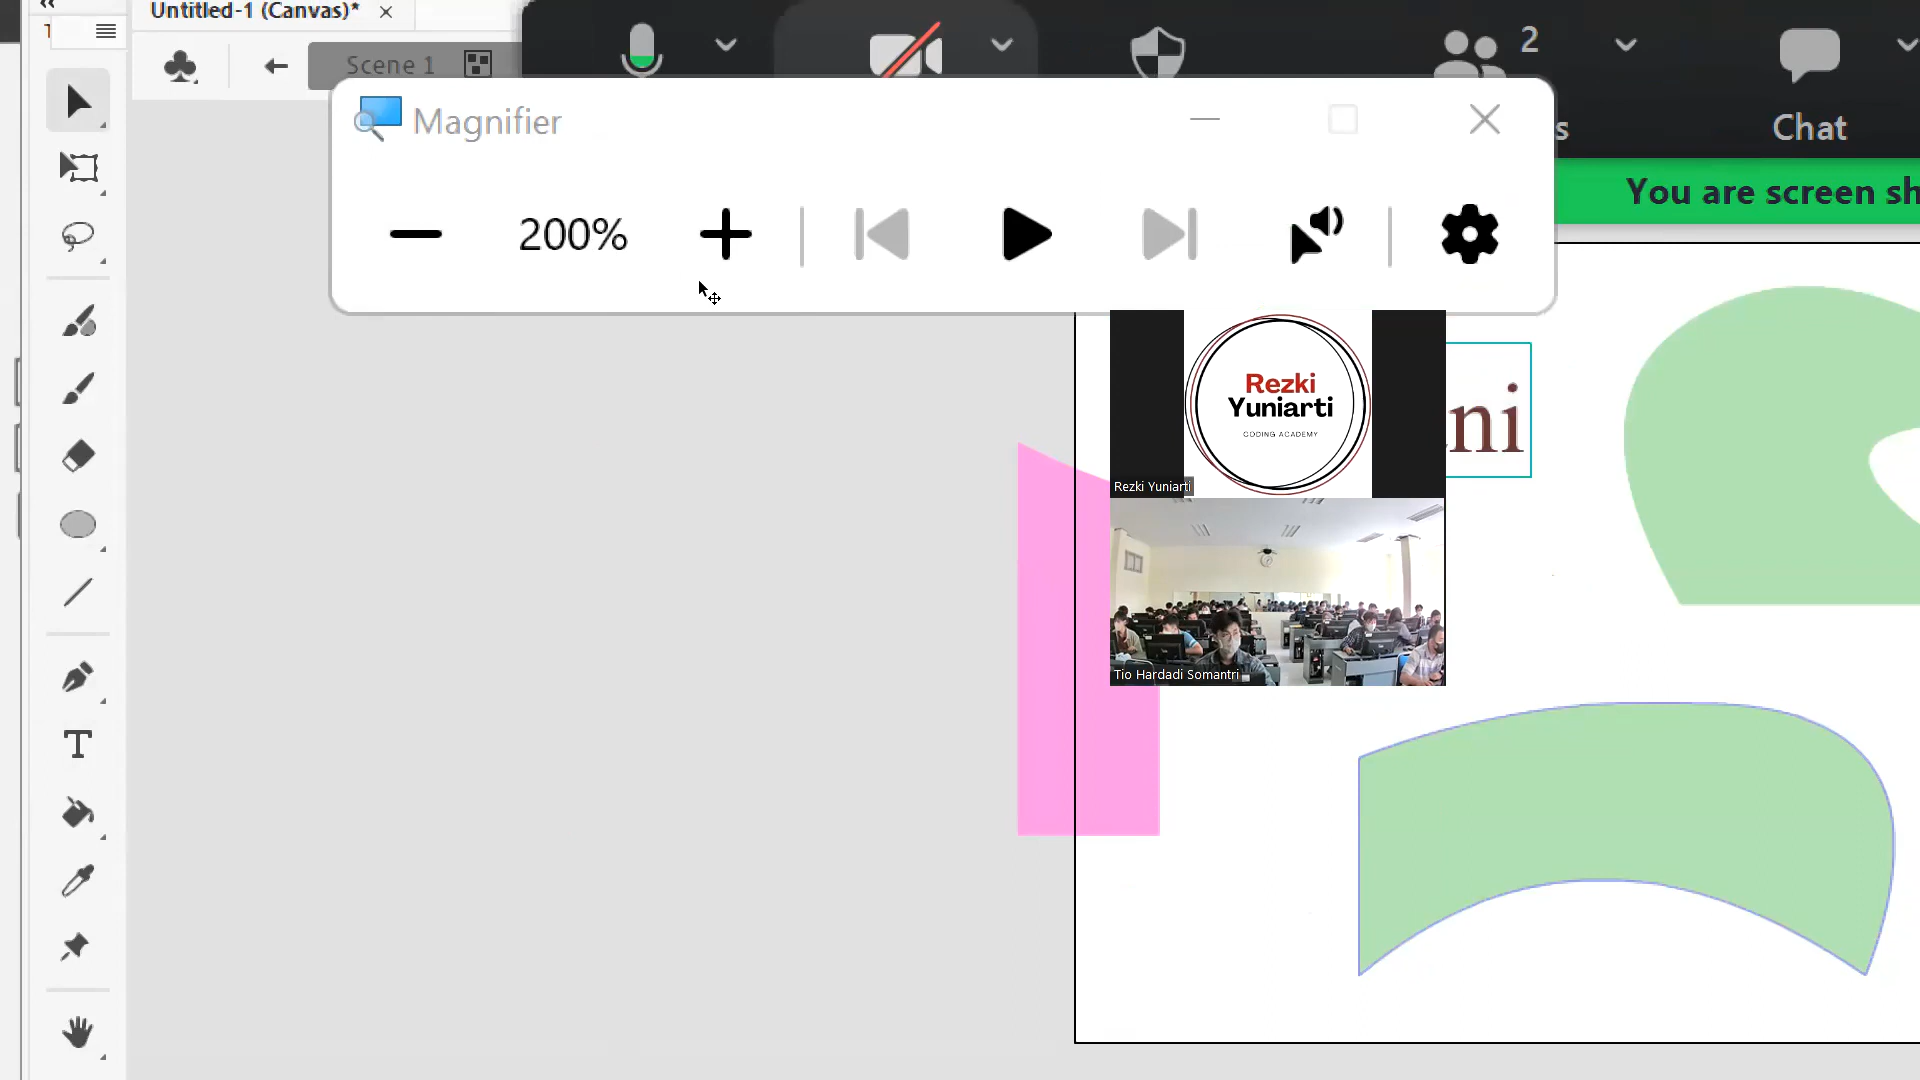 Untitled-1 (Canvas)*
Scene 1
2
s
Chat
Magnifier
200%
You are screen sh
Rezki
Yuniarti
CODING ACADEMY
Rezki Yuniarti
ni
Tio Hardadi Somantri
T